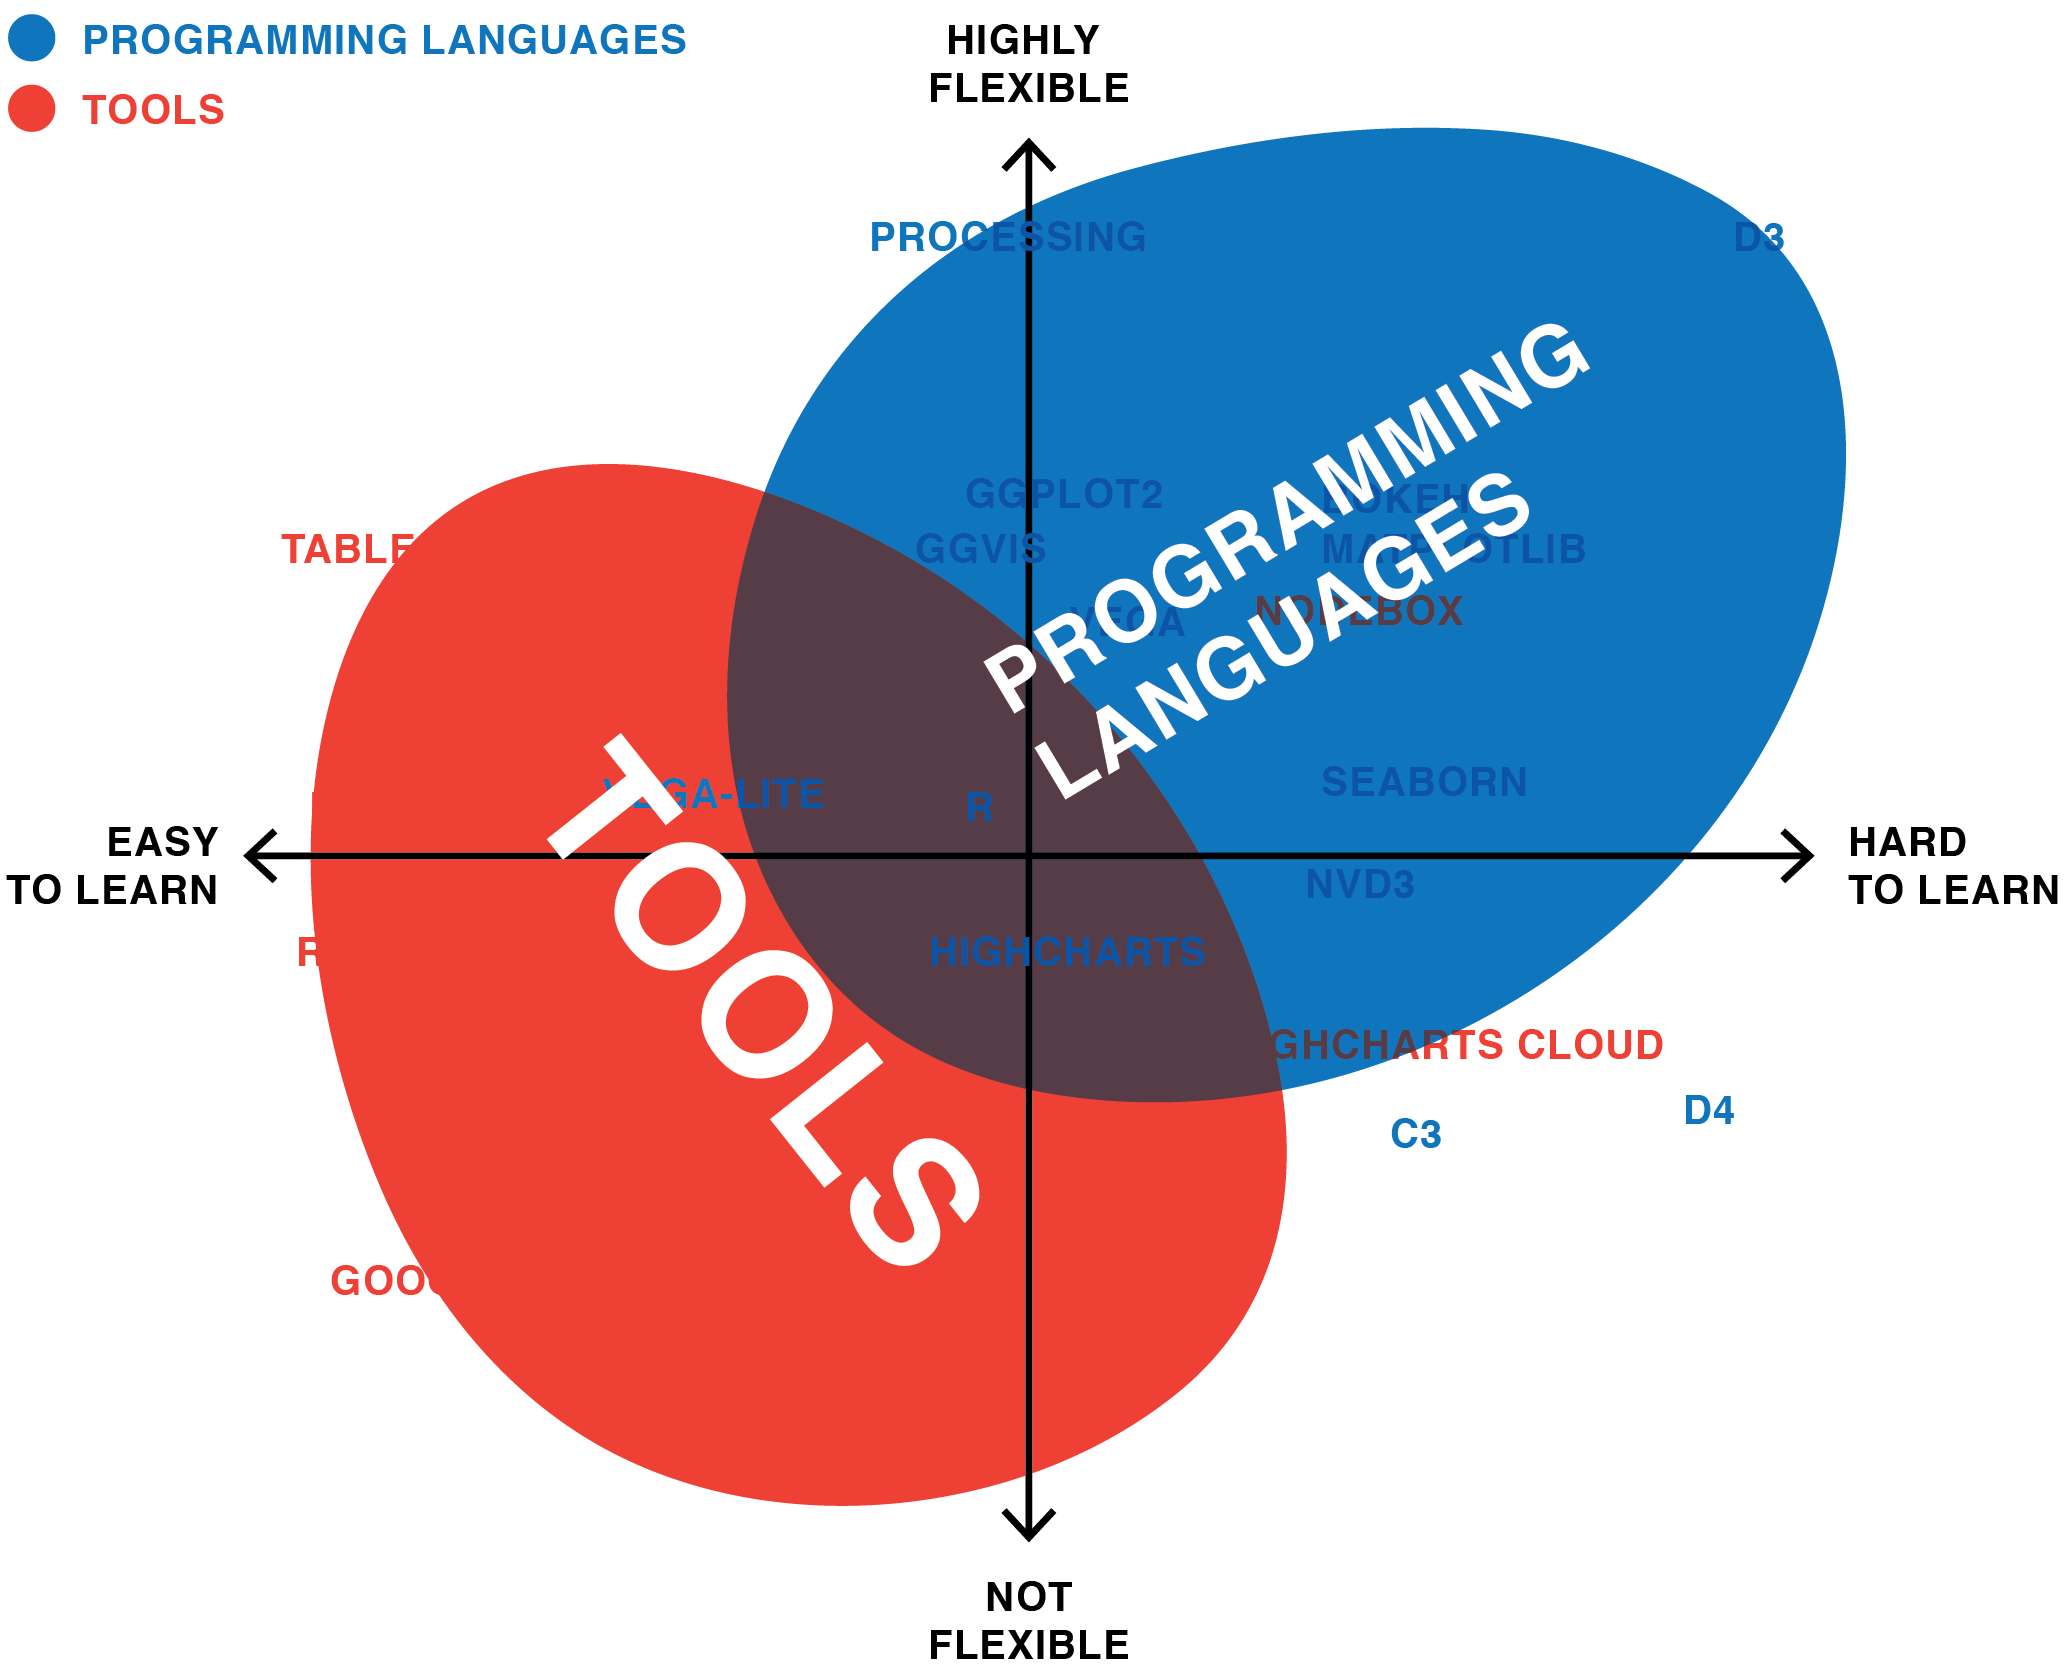 PROGRAMMING LANGUAGES
TOOLS
HIGHLY
FLEXIBLE
PROCESSING
D3
GGPLOT2
BOKEH
TABLE
GGVIS
MATPLOTLIB
VEGA
NODEBOX
PROGRAMMING
LANGUAGES
SEABORN
VEGA-LITE
R
TOOLS
EASY
TO LEARN
HARD
TO LEARN
NVD3
R
HIGHCHARTS
GHCHARTS CLOUD
D4
C3
GOO
NOT
FLEXIBLE